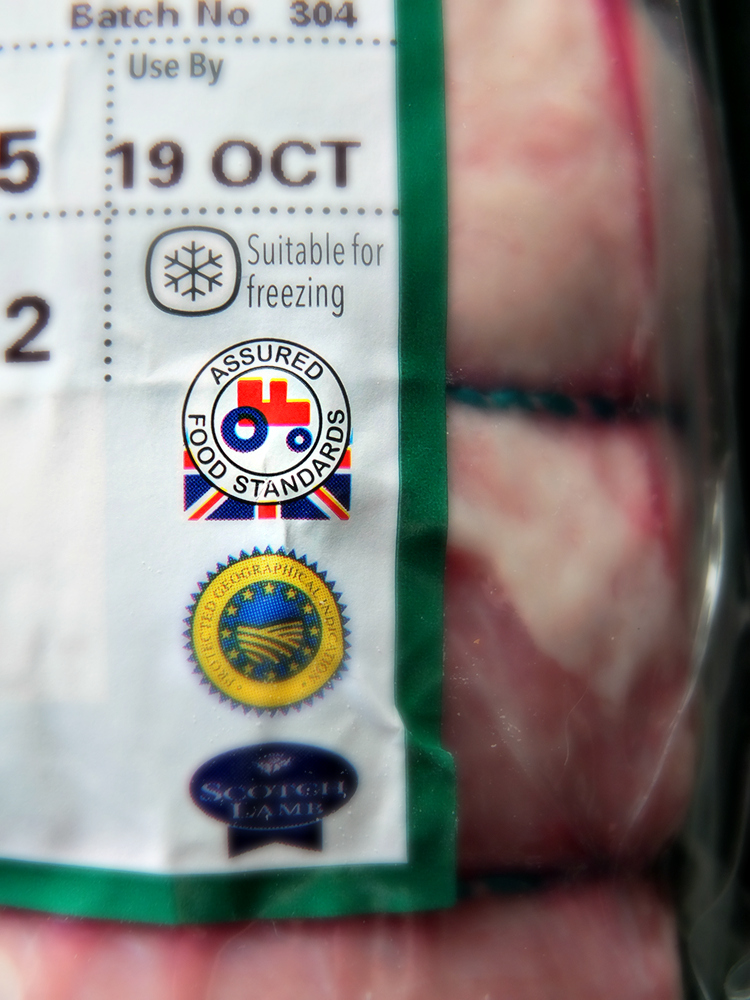 Batch No 304
Use By
5
19 OCT
Suitable for
freezing
2
ASSURED
FOOD STANDARDS
PROTECTED GEOGRAPHICAL INDICATION
SCOTCH
LAMB